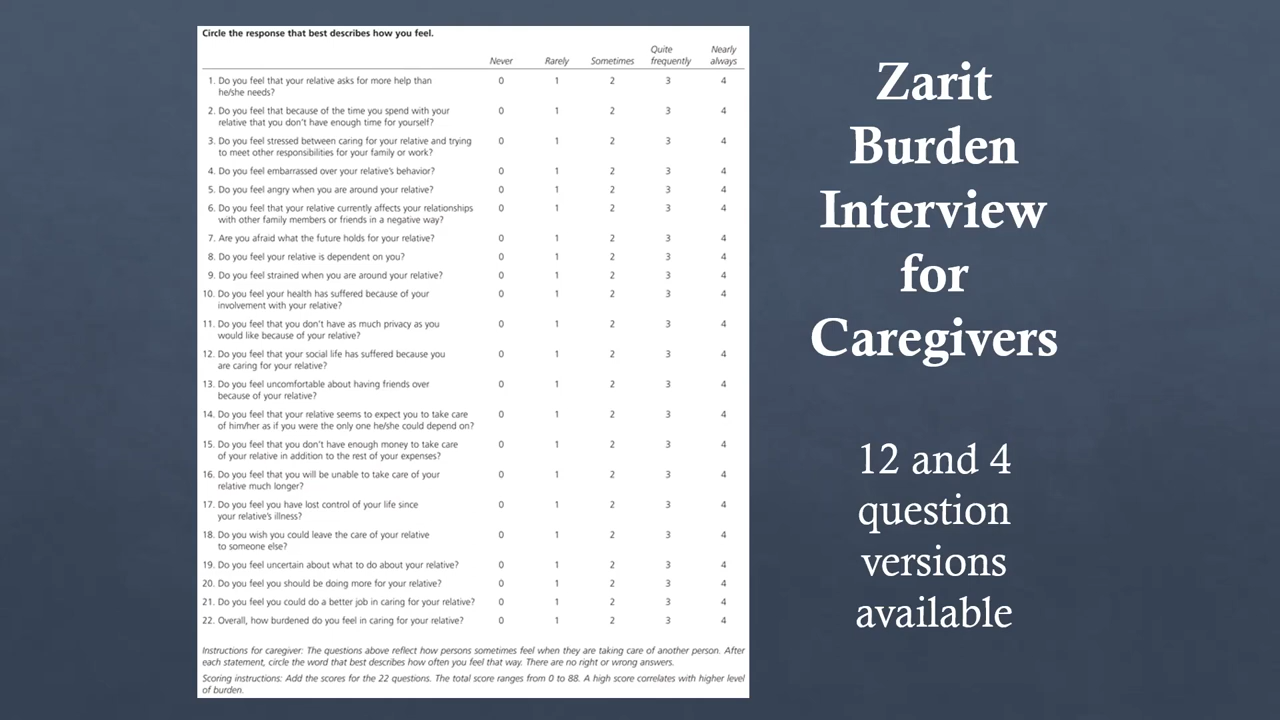 Circle the response that best describes how you feel.
Never Rarely Sometimes Quite frequently Nearly always
1. Do you feel that your relative asks for more help than
he/she needs? 0 1 2 3 4
2. Do you feel that because of the time you spend with your
relative that you don't have enough time for yourself? 0 1 2 3 4
3. Do you feel stressed between caring for your relative and trying
to meet other responsibilities for your family or work? 0 1 2 3 4
4. Do you feel embarrassed over your relative's behavior? 0 1 2 3 4
5. Do you feel angry when you are around your relative? 0 1 2 3 4
6. Do you feel that your relative currently affects your relationships
with other family members or friends in a negative way? 0 1 2 3 4
7. Are you afraid what the future holds for your relative? 0 1 2 3 4
8. Do you feel your relative is dependent on you? 0 1 2 3 4
9. Do you feel strained when you are around your relative? 0 1 2 3 4
10. Do you feel your health has suffered because of your
involvement with your relative? 0 1 2 3 4
11. Do you feel that you don't have as much privacy as you
would like because of your relative? 0 1 2 3 4
12. Do you feel that your social life has suffered because you
are caring for your relative? 0 1 2 3 4
13. Do you feel uncomfortable about having friends over
because of your relative? 0 1 2 3 4
14. Do you feel that your relative seems to expect you to take care
of him/her as if you were the only one he/she could depend on? 0 1 2 3 4
15. Do you feel that you don't have enough money to take care
of your relative in addition to the rest of your expenses? 0 1 2 3 4
16. Do you feel that you will be unable to take care of your
relative much longer? 0 1 2 3 4
17. Do you feel you have lost control of your life since
your relative's illness? 0 1 2 3 4
18. Do you wish you could leave the care of your relative
to someone else? 0 1 2 3 4
19. Do you feel uncertain about what to do about your relative? 0 1 2 3 4
20. Do you feel you should be doing more for your relative? 0 1 2 3 4
21. Do you feel you could do a better job in caring for your relative? 0 1 2 3 4
22. Overall, how burdened do you feel in caring for your relative? 0 1 2 3 4
Instructions for caregiver: The questions above reflect how persons sometimes feel when they are taking care of another person. After
each statement, circle the word that best describes how often you feel that way. There are no right or wrong answers.
Scoring instructions: Add the scores for the 22 questions. The total score ranges from 0 to 88. A high score correlates with higher level
of burden.
Zarit
Burden
Interview
for
Caregivers
12 and 4
question
versions
available